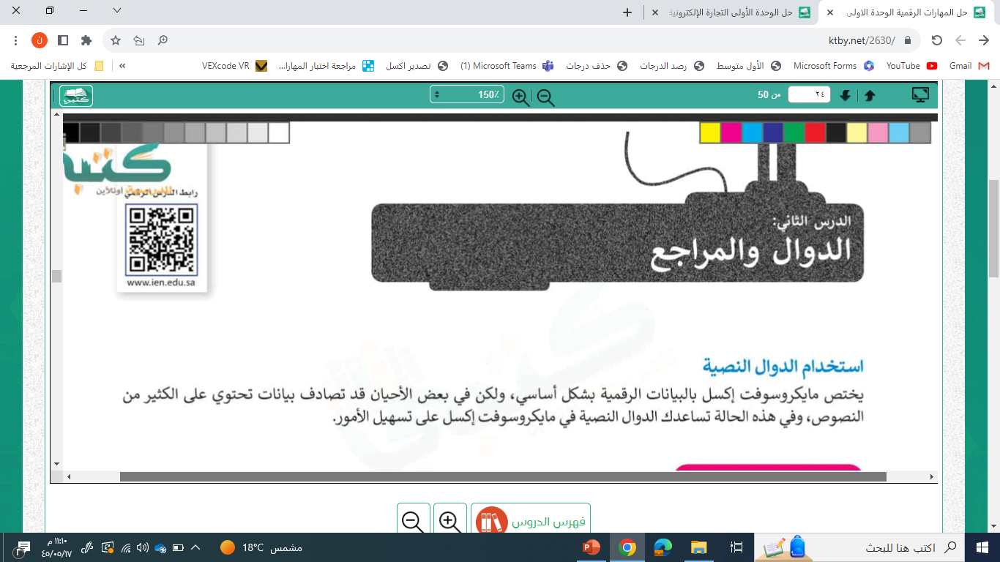 حل المهارات الرقمية الوحدة الاولى
حل الوحدة الأولى التجارة الإلكترونية
ktby.net/2630/
ن
Gmail
YouTube
Microsoft Forms
الأول متوسط
رصد الدرجات
حذف درجات
Microsoft Teams (1)
تصدير اكسل
مراجعة اختبار المهارا...
VEXcode VR
»
كل الإشارات المرجعية
٢٤
من 50
150٪
كتبي
اونلاين
رابط الدرس الرقمي
www.ien.edu.sa
الدرس الثاني:
الدوال والمراجع
استخدام الدوال النصية
يختص مايكروسوفت إكسل بالبيانات الرقمية بشكل أساسي، ولكن في بعض الأحيان قد تصادف بيانات تحتوي على الكثير من
النصوص، وفي هذه الحالة تساعدك الدوال النصية في مايكروسوفت إكسل على تسهيل الأمور.
فهرس الدروس
اكتب هنا للبحث
مشمس 18°C
١١:١٠ م
٤٥/٠٥/١٧